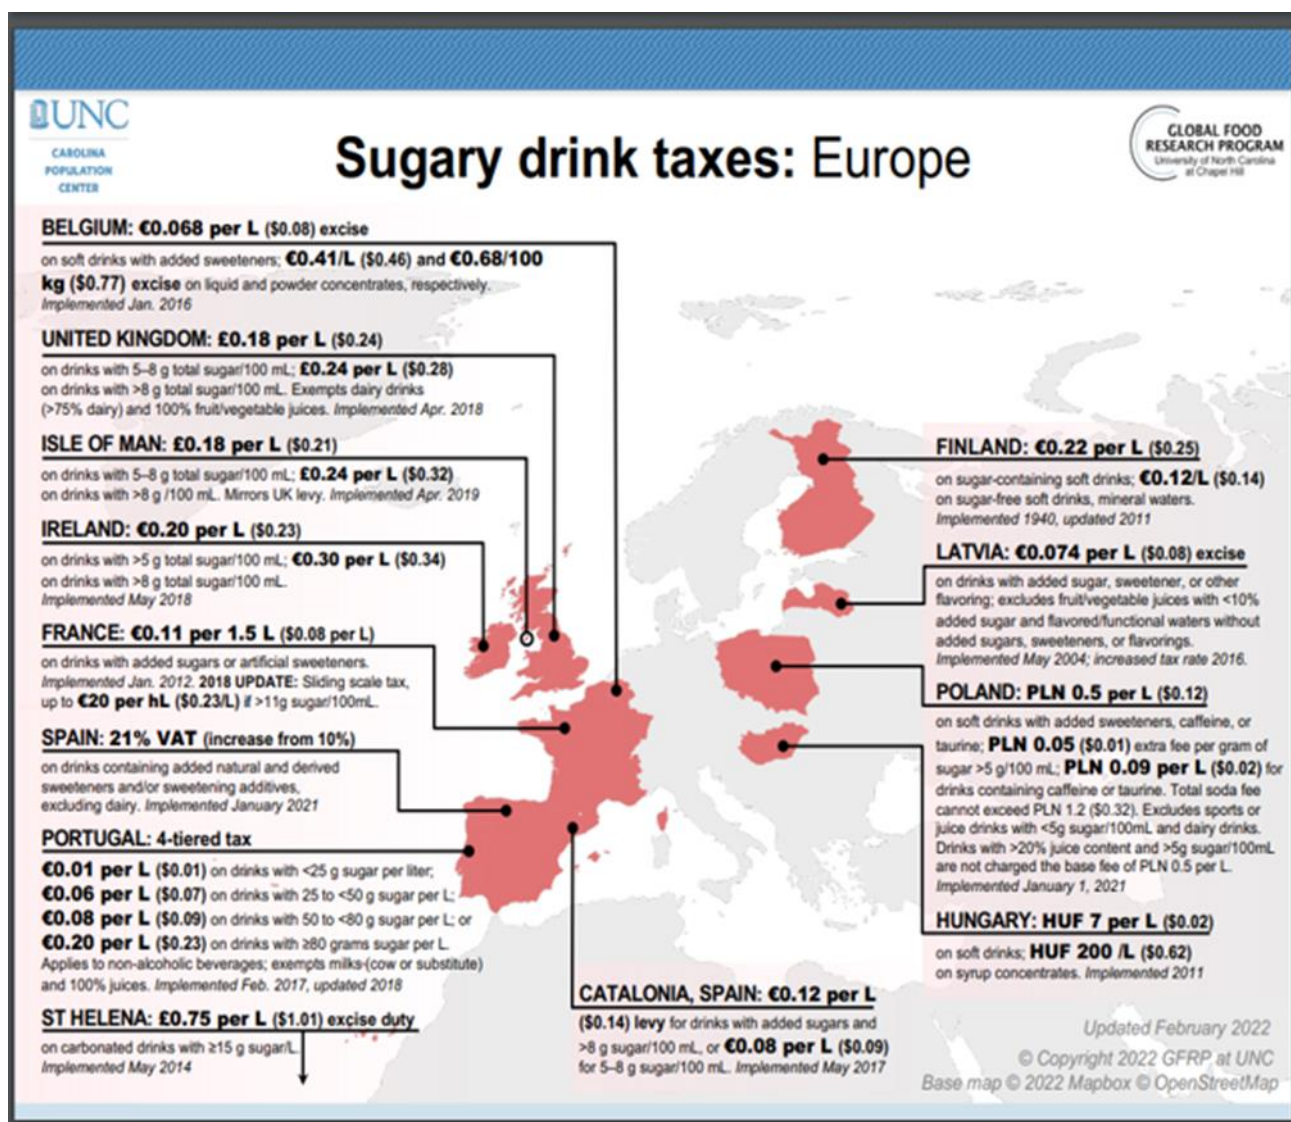 UNC
CAROLINA
POPULATION
CENTER
Sugary drink taxes: Europe
GLOBAL FOOD
RESEARCH PROGRAM
University of North Carolina
at Chapel Hill
BELGIUM: €0.068 per L ($0.08) excise
on soft drinks with added sweeteners; €0.41/L ($0.46) and €0.68/100
kg ($0.77) excise on liquid and powder concentrates, respectively.
Implemented Jan. 2016
UNITED KINGDOM: £0.18 per L ($0.24)
on drinks with 5–8 g total sugar/100 mL; £0.24 per L ($0.28)
on drinks with >8 g total sugar/100 mL. Exempts dairy drinks
(>75% dairy) and 100% fruit/vegetable juices. Implemented Apr. 2018
ISLE OF MAN: £0.18 per L ($0.21)
on drinks with 5–8 g total sugar/100 mL; £0.24 per L ($0.32)
on drinks with >8 g /100 mL. Mirrors UK levy. Implemented Apr. 2019
IRELAND: €0.20 per L ($0.23)
on drinks with >5 g total sugar/100 mL; €0.30 per L ($0.34)
on drinks with >8 g total sugar/100 mL.
Implemented May 2018
FRANCE: €0.11 per 1.5 L ($0.08 per L)
on drinks with added sugars or artificial sweeteners.
Implemented Jan. 2012. 2018 UPDATE: Sliding scale tax,
up to €20 per hL ($0.23/L) if >11g sugar/100mL.
SPAIN: 21% VAT (increase from 10%)
on drinks containing added natural and derived
sweeteners and/or sweetening additives,
excluding dairy. Implemented January 2021
PORTUGAL: 4-tiered tax
€0.01 per L ($0.01) on drinks with <25 g sugar per liter;
€0.06 per L ($0.07) on drinks with 25 to <50 g sugar per L;
€0.08 per L ($0.09) on drinks with 50 to <80 g sugar per L; or
€0.20 per L ($0.23) on drinks with ≥80 grams sugar per L.
Applies to non-alcoholic beverages; exempts milks (cow or substitute)
and 100% juices. Implemented Feb. 2017, updated 2018
ST HELENA: £0.75 per L ($1.01) excise duty
on carbonated drinks with ≥15 g sugar/L.
Implemented May 2014
CATALONIA, SPAIN: €0.12 per L
($0.14) levy for drinks with added sugars and
>8 g sugar/100 mL, or €0.08 per L ($0.09)
for 5–8 g sugar/100 mL. Implemented May 2017
FINLAND: €0.22 per L ($0.25)
on sugar-containing soft drinks; €0.12/L ($0.14)
on sugar-free soft drinks, mineral waters.
Implemented 1940, updated 2011
LATVIA: €0.074 per L ($0.08) excise
on drinks with added sugar, sweetener, or other
flavoring; excludes fruit/vegetable juices with <10%
added sugar and flavored/functional waters without
added sugars, sweeteners, or flavorings.
Implemented May 2004; increased tax rate 2016.
POLAND: PLN 0.5 per L ($0.12)
on soft drinks with added sweeteners, caffeine, or
taurine; PLN 0.05 ($0.01) extra fee per gram of
sugar >5 g/100 mL; PLN 0.09 per L ($0.02) for
drinks containing caffeine or taurine. Total soda fee
cannot exceed PLN 1.2 ($0.32). Excludes sports or
juice drinks with <5g sugar/100mL and dairy drinks.
Drinks with >20% juice content and >5g sugar/100mL
are not charged the base fee of PLN 0.5 per L.
Implemented January 1, 2021
HUNGARY: HUF 7 per L ($0.02)
on soft drinks; HUF 200 /L ($0.62)
on syrup concentrates. Implemented 2011
Updated February 2022
© Copyright 2022 GFRP at UNC
Base map © 2022 Mapbox © OpenStreetMap